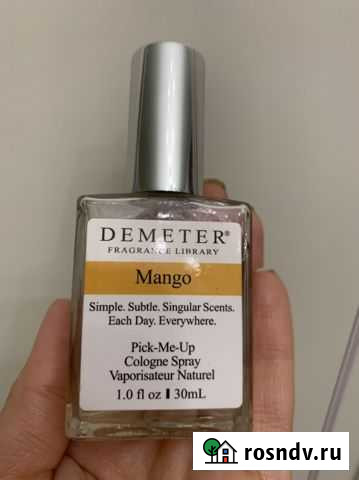 DEMETER®
FRAGRANCE LIBRARY
Mango
Simple. Subtle. Singular Scents.
Each Day. Everywhere.
Pick-Me-Up
Cologne Spray
Vaporisateur Naturel
1.0 fl oz I 30mL
rosndv.ru